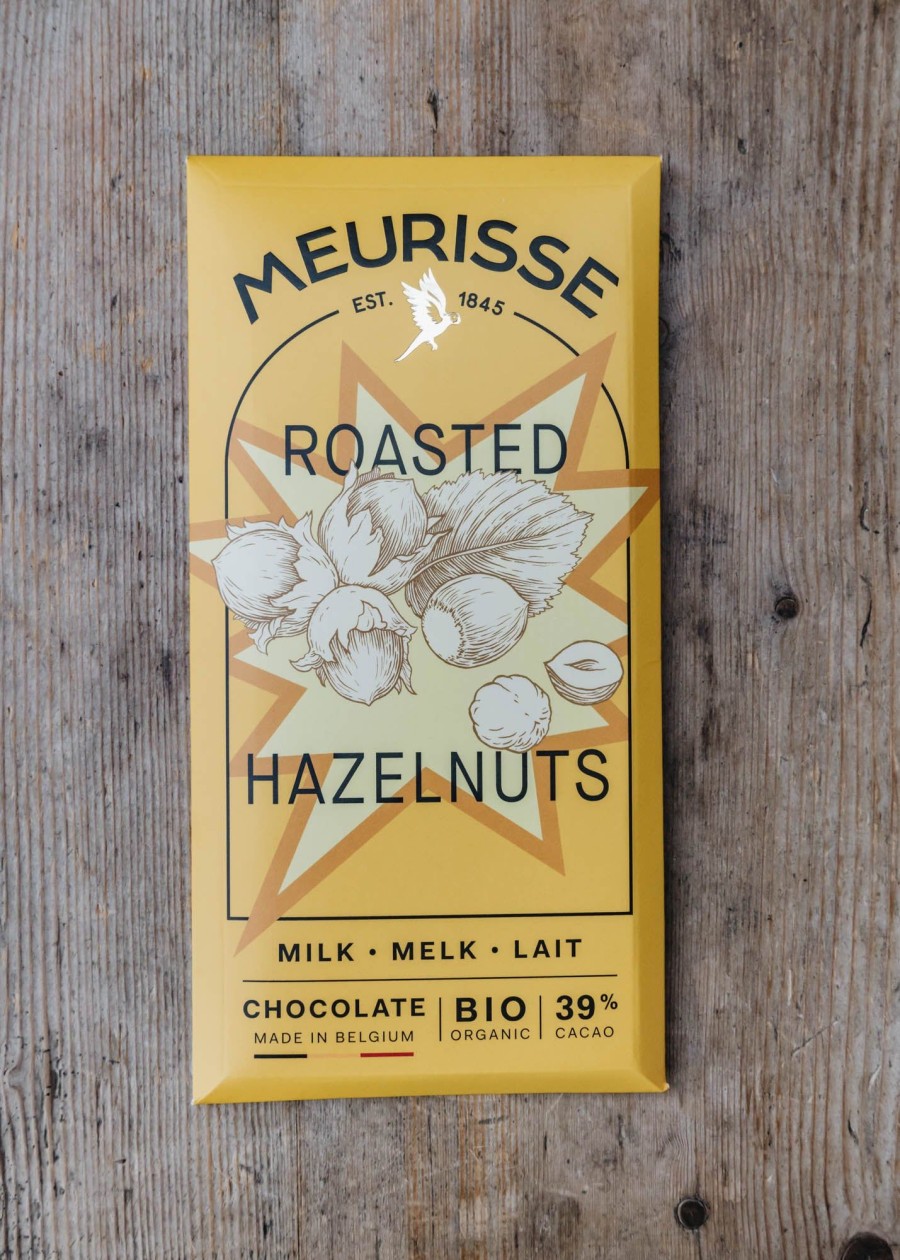 MEURISSE
EST. 1845
ROASTED
HAZELNUTS
MILK • MELK • LAIT
CHOCOLATE
MADE IN BELGIUM
BIO
ORGANIC
39%
CACAO